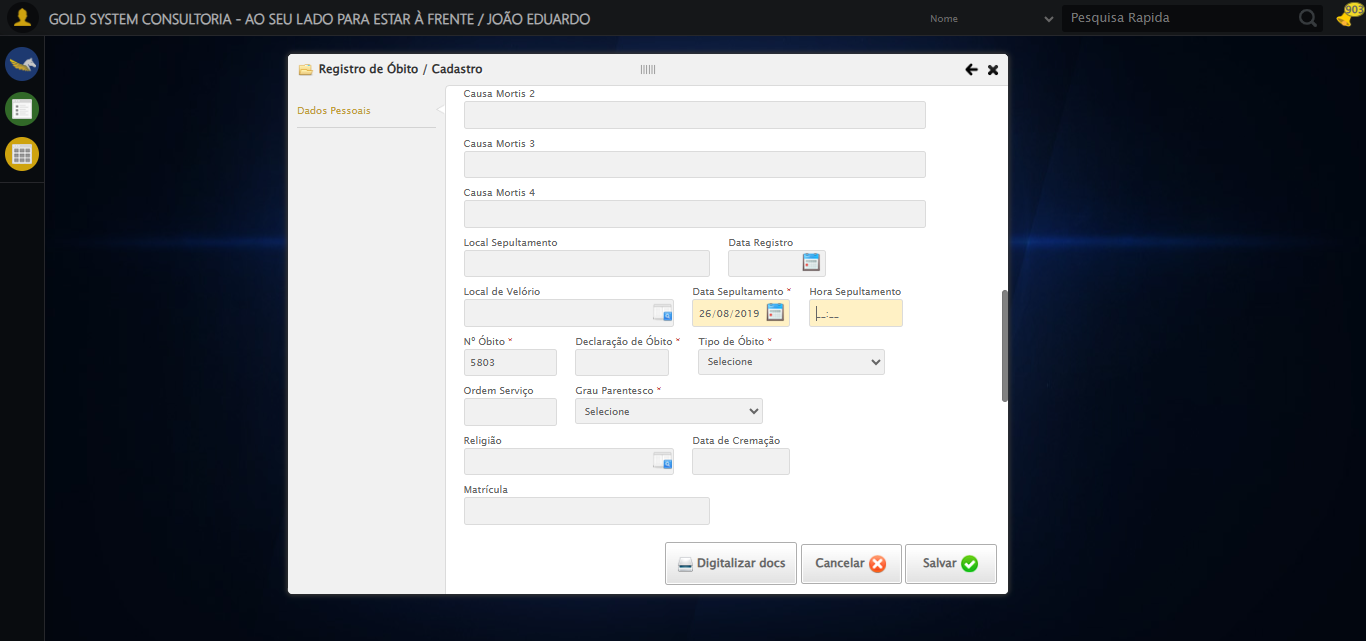 GOLD SYSTEM CONSULTORIA - AO SEU LADO PARA ESTAR À FRENTE / JOÃO EDUARDO
Nome
Pesquisa Rapida
903
Registro de Óbito / Cadastro
Dados Pessoais
Causa Mortis 2
Causa Mortis 3
Causa Mortis 4
Local Sepultamento
Data Registro
Local de Velório
Data Sepultamento *
Hora Sepultamento
26/08/2019
__:__
Nº Óbito *
Declaração de Óbito *
Tipo de Óbito *
5803
Selecione
Ordem Serviço
Grau Parentesco *
Selecione
Religião
Data de Cremação
Matrícula
Digitalizar docs
Cancelar
Salvar